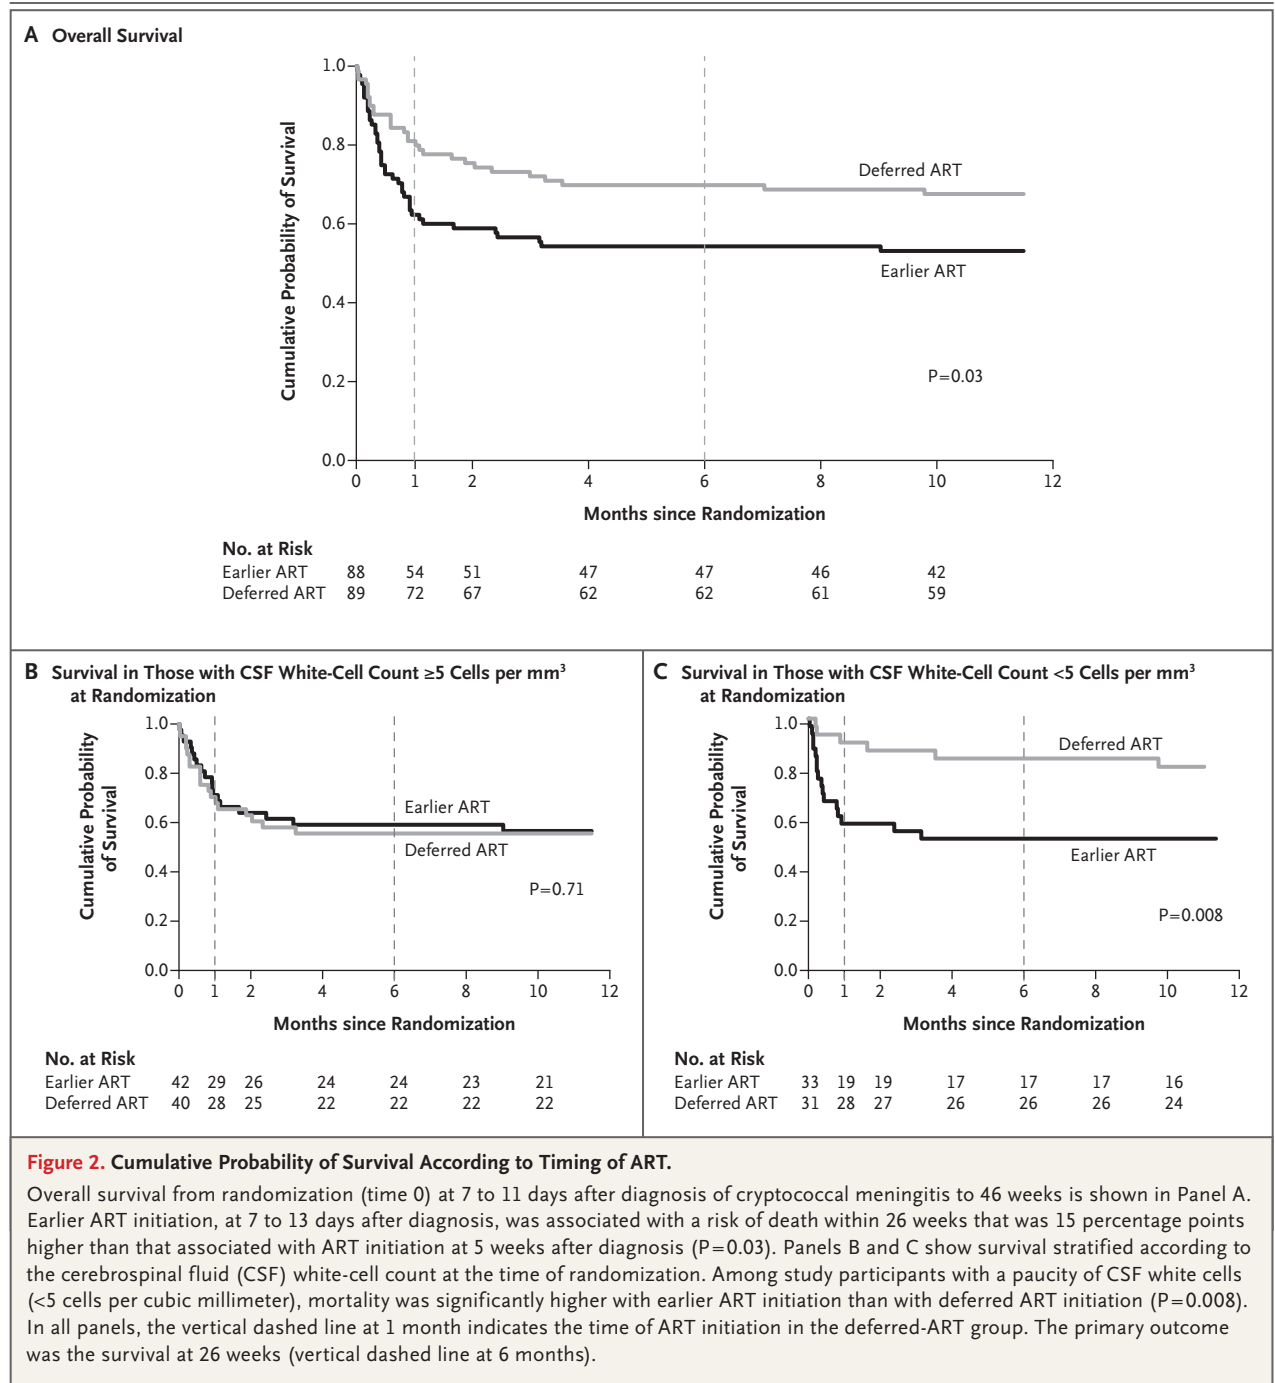 A Overall Survival
1.0
0.8
0.6
0.4
0.2
0.0
Cumulative Probability of Survival
Deferred ART
Earlier ART
P=0.03
0 1 2 4 6 8 10 12
Months since Randomization
No. at Risk
Earlier ART 88 54 51 47 47 46 42
Deferred ART 89 72 67 62 62 61 59
B Survival in Those with CSF White-Cell Count ≥5 Cells per mm³
at Randomization
1.0
0.8
0.6
0.4
0.2
0.0
Cumulative Probability
of Survival
Earlier ART
Deferred ART
P=0.71
0 1 2 4 6 8 10 12
Months since Randomization
No. at Risk
Earlier ART 42 29 26 24 24 23 21
Deferred ART 40 28 25 22 22 22 22
C Survival in Those with CSF White-Cell Count <5 Cells per mm³
at Randomization
1.0
0.8
0.6
0.4
0.2
0.0
Cumulative Probability
of Survival
Deferred ART
Earlier ART
P=0.008
0 1 2 4 6 8 10 12
Months since Randomization
No. at Risk
Earlier ART 33 19 19 17 17 17 16
Deferred ART 31 28 27 26 26 26 24
Figure 2. Cumulative Probability of Survival According to Timing of ART.
Overall survival from randomization (time 0) at 7 to 11 days after diagnosis of cryptococcal meningitis to 46 weeks is shown in Panel A.
Earlier ART initiation, at 7 to 13 days after diagnosis, was associated with a risk of death within 26 weeks that was 15 percentage points
higher than that associated with ART initiation at 5 weeks after diagnosis (P=0.03). Panels B and C show survival stratified according to
the cerebrospinal fluid (CSF) white-cell count at the time of randomization. Among study participants with a paucity of CSF white cells
(<5 cells per cubic millimeter), mortality was significantly higher with earlier ART initiation than with deferred ART initiation (P=0.008).
In all panels, the vertical dashed line at 1 month indicates the time of ART initiation in the deferred-ART group. The primary outcome
was the survival at 26 weeks (vertical dashed line at 6 months).